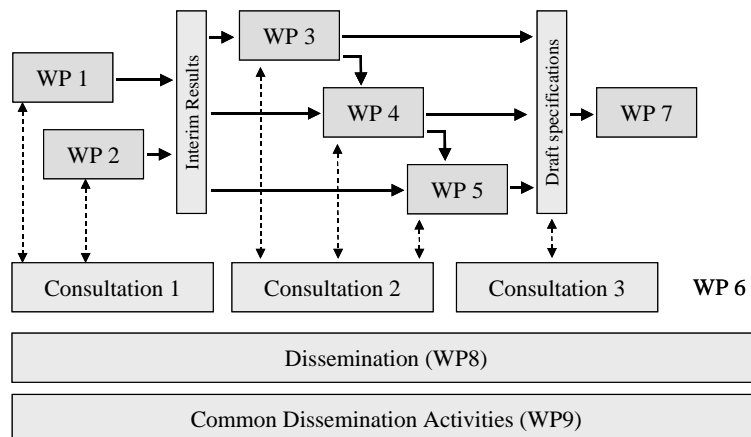 WP 3
WP 1
WP 4
WP 7
WP 2
WP 5
Interim Results
Draft specifications
Consultation 1
Consultation 2
Consultation 3
WP 6
Dissemination (WP8)
Common Dissemination Activities (WP9)